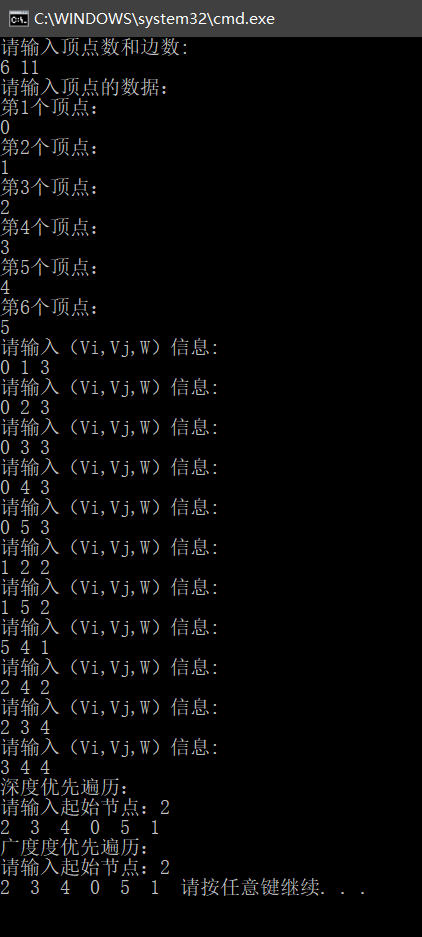 C:\WINDOWS\system32\cmd.exe
请输入顶点数和边数:
6 11
请输入顶点的数据：
第1个顶点：
0
第2个顶点：
1
第3个顶点：
2
第4个顶点：
3
第5个顶点：
4
第6个顶点：
5
请输入（Vi,Vj,W）信息:
0 1 3
请输入（Vi,Vj,W）信息:
0 2 3
请输入（Vi,Vj,W）信息:
0 3 3
请输入（Vi,Vj,W）信息:
0 4 3
请输入（Vi,Vj,W）信息:
0 5 3
请输入（Vi,Vj,W）信息:
1 2 2
请输入（Vi,Vj,W）信息:
1 5 2
请输入（Vi,Vj,W）信息:
5 4 1
请输入（Vi,Vj,W）信息:
2 4 2
请输入（Vi,Vj,W）信息:
2 3 4
请输入（Vi,Vj,W）信息:
3 4 4
深度优先遍历：
请输入起始节点：2
2  3  4  0  5  1
广度度优先遍历：
请输入起始节点：2
2  3  4  0  5  1  请按任意键继续. . .